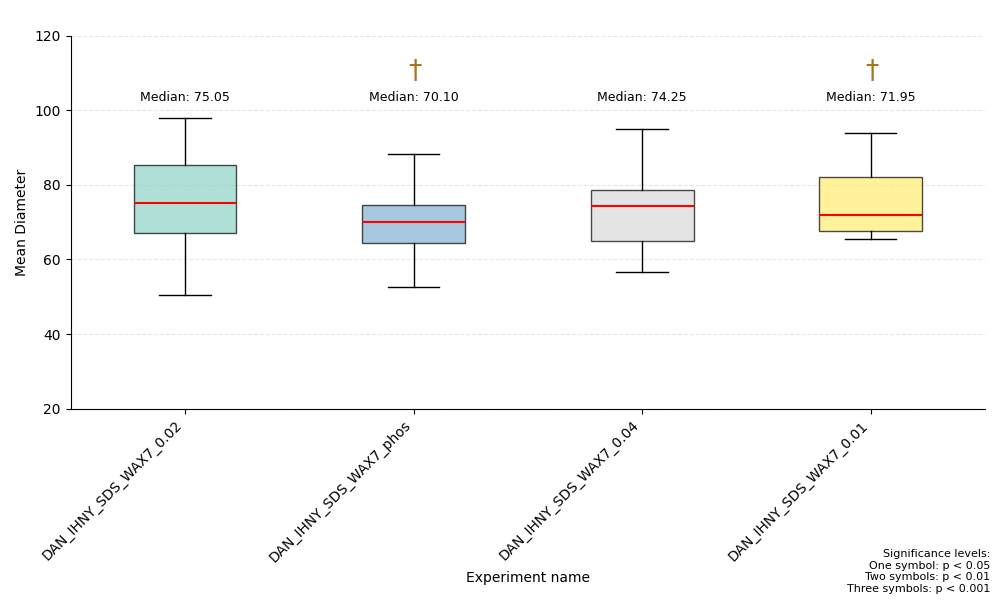 120
100
80
60
40
20
Mean Diameter
† †
Median: 75.05 Median: 70.10 Median: 74.25 Median: 71.95
DAN_IHNY_SDS_WAX7_0.02
DAN_IHNY_SDS_WAX7_phos
DAN_IHNY_SDS_WAX7_0.04
DAN_IHNY_SDS_WAX7_0.01
Experiment name
Significance levels:
One symbol: p < 0.05
Two symbols: p < 0.01
Three symbols: p < 0.001